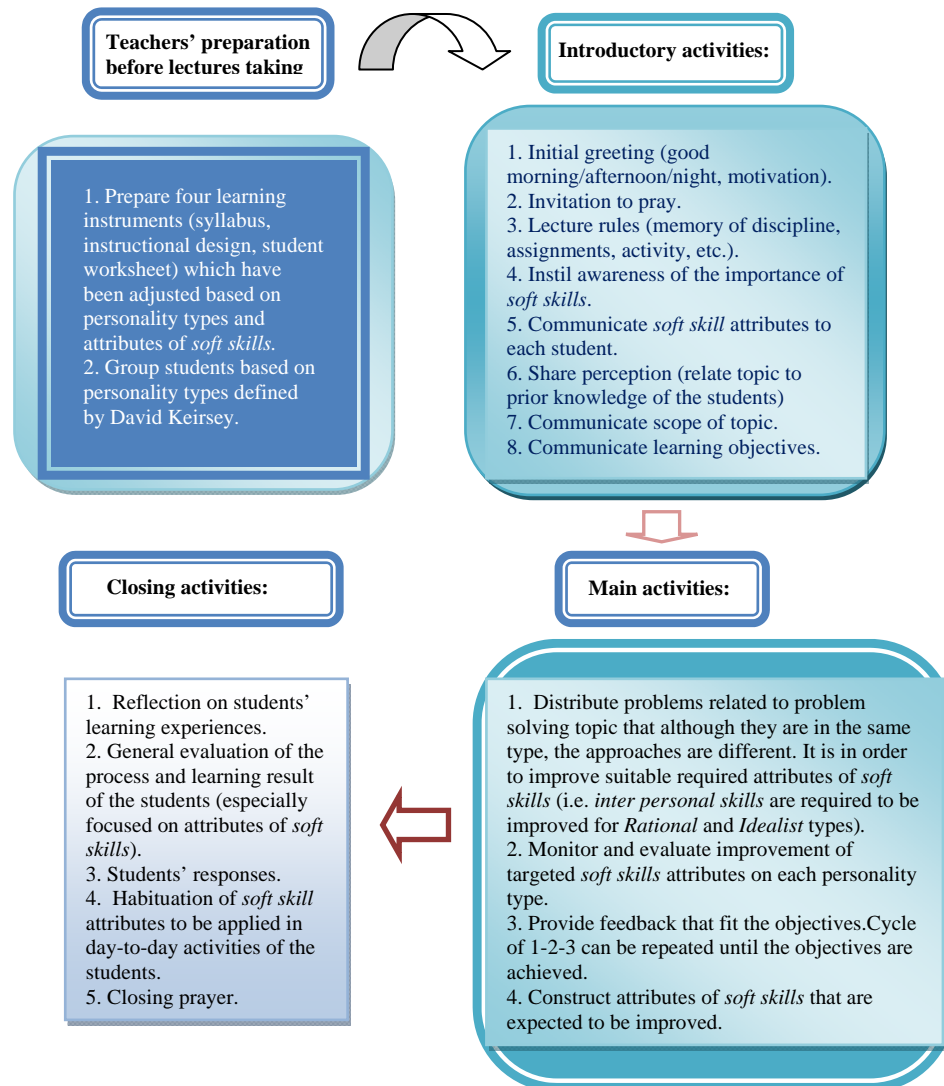 Teachers’ preparation
before lectures taking
Introductory activities:
1. Prepare four learning
instruments (syllabus,
instructional design, student
worksheet) which have
been adjusted based on
personality types and
attributes of soft skills.
2. Group students based on
personality types defined
by David Keirsey.
1. Initial greeting (good
morning/afternoon/night, motivation).
2. Invitation to pray.
3. Lecture rules (memory of discipline,
assignments, activity, etc.).
4. Instil awareness of the importance of
soft skills.
5. Communicate soft skill attributes to
each student.
6. Share perception (relate topic to
prior knowledge of the students)
7. Communicate scope of topic.
8. Communicate learning objectives.
Closing activities:
Main activities:
1. Reflection on students’
learning experiences.
2. General evaluation of the
process and learning result
of the students (especially
focused on attributes of soft
skills).
3. Students’ responses.
4. Habituation of soft skill
attributes to be applied in
day-to-day activities of the
students.
5. Closing prayer.
1. Distribute problems related to problem
solving topic that although they are in the same
type, the approaches are different. It is in order
to improve suitable required attributes of soft
skills (i.e. inter personal skills are required to be
improved for Rational and Idealist types).
2. Monitor and evaluate improvement of
targeted soft skills attributes on each personality
type.
3. Provide feedback that fit the objectives.Cycle
of 1-2-3 can be repeated until the objectives are
achieved.
4. Construct attributes of soft skills that are
expected to be improved.